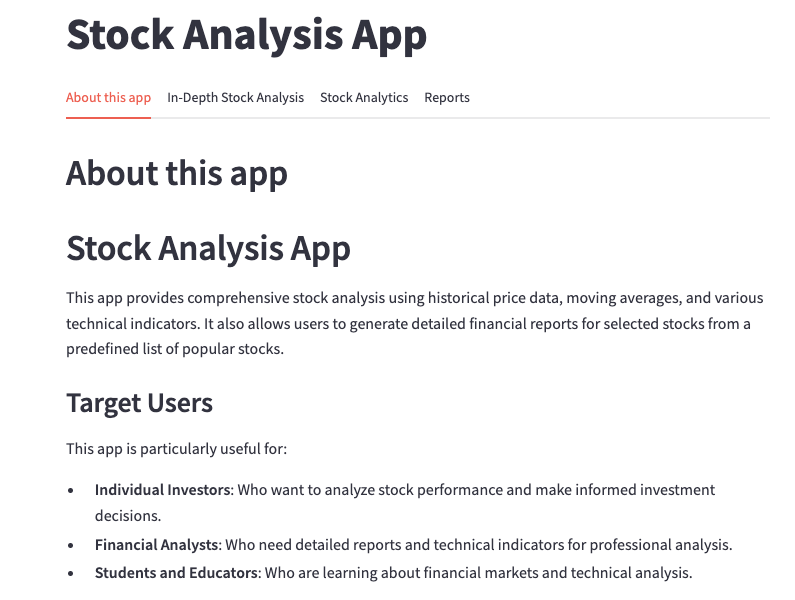 Stock Analysis App
About this app In-Depth Stock Analysis Stock Analytics Reports
About this app
Stock Analysis App
This app provides comprehensive stock analysis using historical price data, moving averages, and various
technical indicators. It also allows users to generate detailed financial reports for selected stocks from a
predefined list of popular stocks.
Target Users
This app is particularly useful for:
• Individual Investors: Who want to analyze stock performance and make informed investment
decisions.
• Financial Analysts: Who need detailed reports and technical indicators for professional analysis.
• Students and Educators: Who are learning about financial markets and technical analysis.